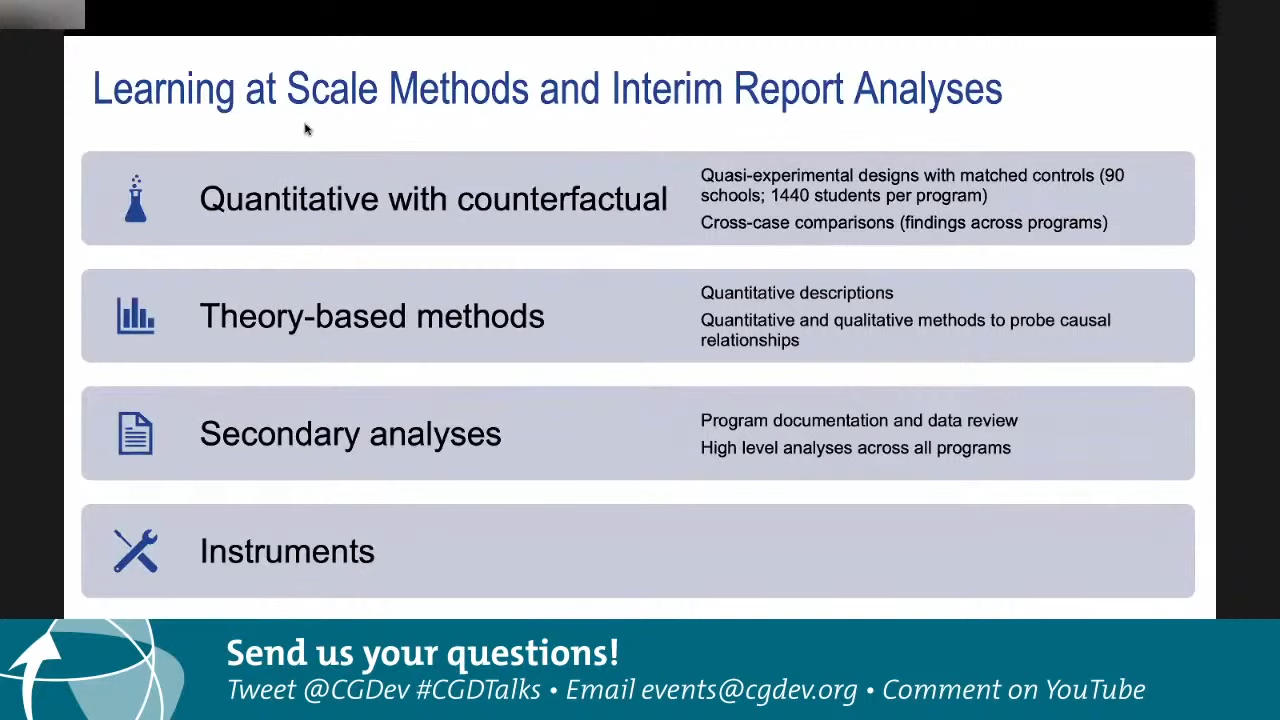 Learning at Scale Methods and Interim Report Analyses
Quantitative with counterfactual
Quasi-experimental designs with matched controls (90
schools; 1440 students per program)
Cross-case comparisons (findings across programs)
Theory-based methods
Quantitative descriptions
Quantitative and qualitative methods to probe causal
relationships
Secondary analyses
Program documentation and data review
High level analyses across all programs
Instruments
Send us your questions!
Tweet @CGDev #CGDTalks • Email events@cgdev.org • Comment on YouTube